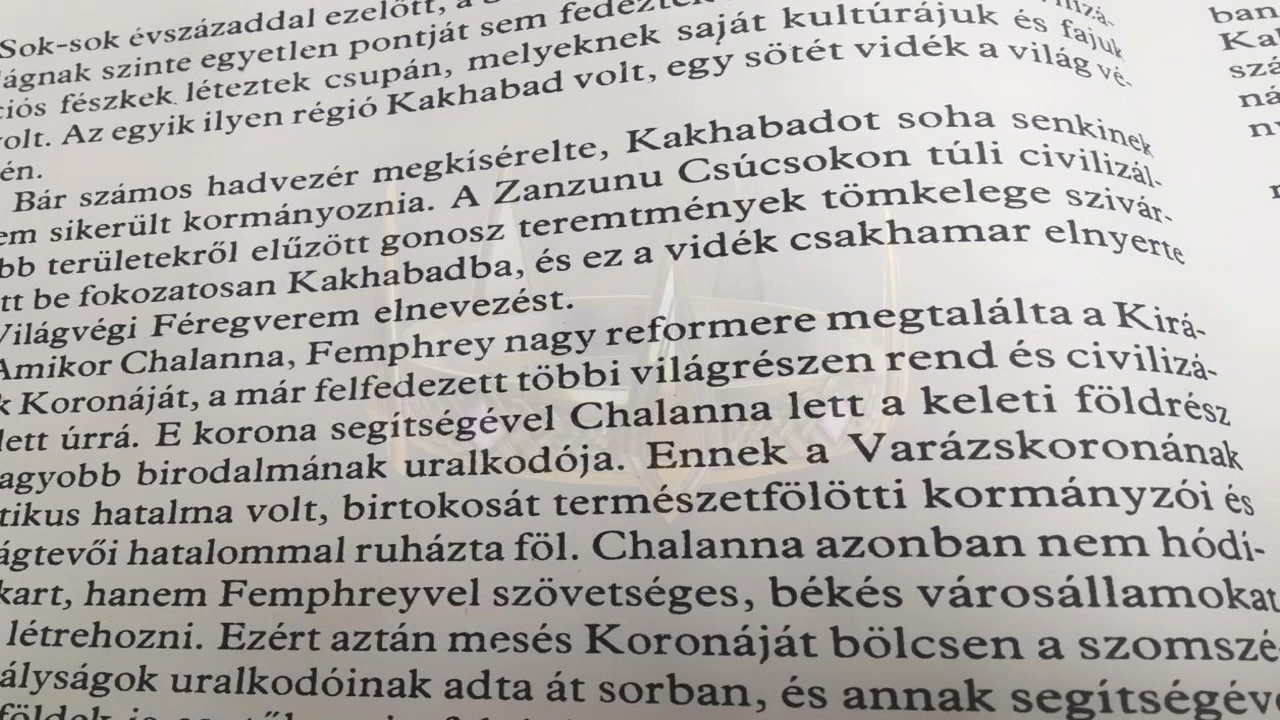 Sok-sok évszázaddal ezelőtt, a
ágnak szinte egyetlen pontját sem fedezték
ciós fészkek léteztek csupán, melyeknek saját kultúrájuk és fajuk
volt. Az egyik ilyen régió Kakhabad volt, egy sötét vidék a világ vé-
én.
Bár számos hadvezér megkísérelte, Kakhabadot soha senkinek
em sikerült kormányoznia. A Zanzunu Csúcsokon túli civilizál-
bb területekről elűzött gonosz teremtmények tömkelege szivár-
tt be fokozatosan Kakhabadba, és ez a vidék csakhamar elnyerte
Világvégi Féregverem elnevezést.
Amikor Chalanna, Femphrey nagy reformere megtalálta a Kirá-
k Koronáját, a már felfedezett többi világrészen rend és civilizá-
lett úrrá. E korona segítségével Chalanna lett a keleti földrész
agyobb birodalmának uralkodója. Ennek a Varázskoronának
tikus hatalma volt, birtokosát természetfölötti kormányzói és
ágtevői hatalommal ruházta föl. Chalanna azonban nem hódí-
kart, hanem Femphreyvel szövetséges, békés városállamokat
létrehozni. Ezért aztán mesés Koronáját bölcsen a szomszé-
ályságok uralkodóinak adta át sorban, és annak segítségéve
ban
Ka
szá
ná